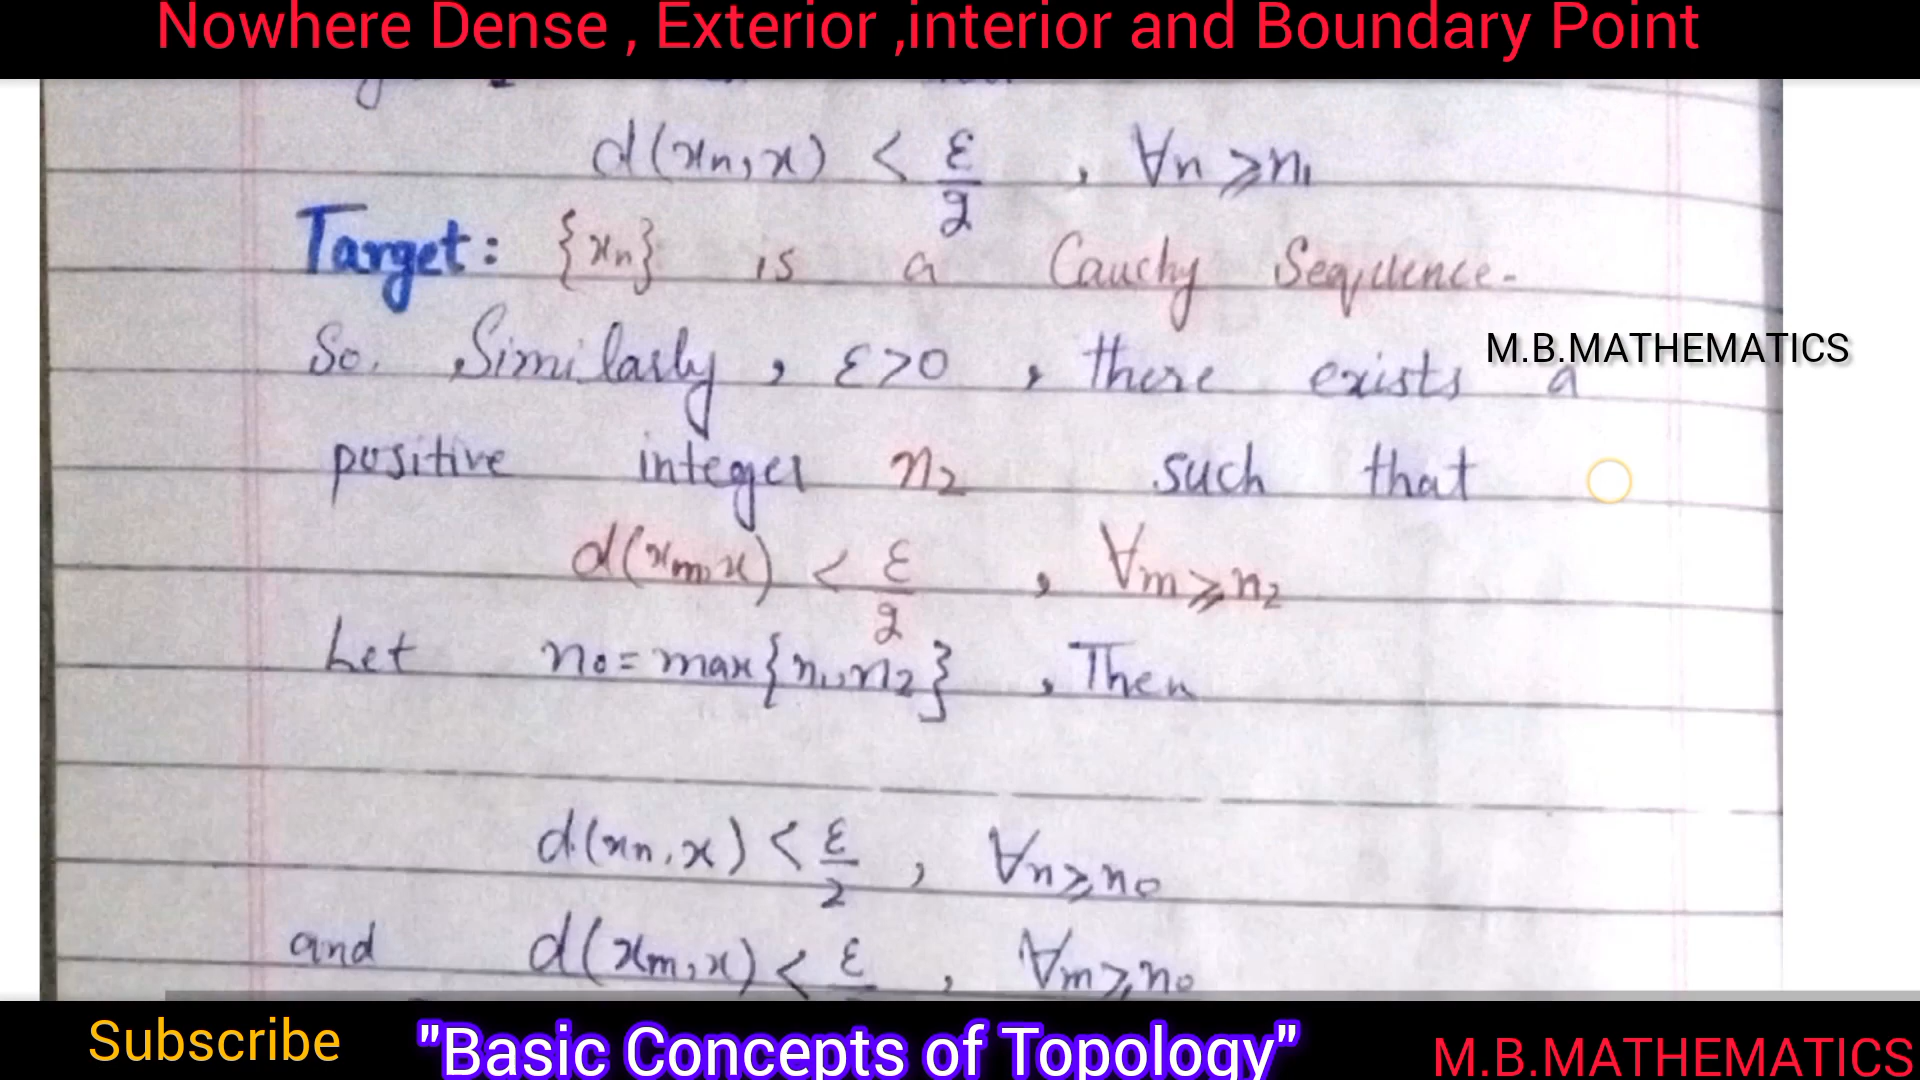 Nowhere Dense , Exterior ,interior and Boundary Point
d(xn, x) < ε/2 , ∀n ⩾ n₁
Target: {xn} is a Cauchy Sequence.
M.B.MATHEMATICS
So. Similarly, ε>0 , there exists a
positive integer n₂ such that
d(xm, x) < ε/2 , ∀m ⩾ n₂
Let n₀ = max{n₁, n₂} , Then
d(xn, x) < ε/2 , ∀n ⩾ n₀
and d(xm, x) < ε , ∀m ⩾ n₀
Subscribe
"Basic Concepts of Topology"
M.B.MATHEMATICS